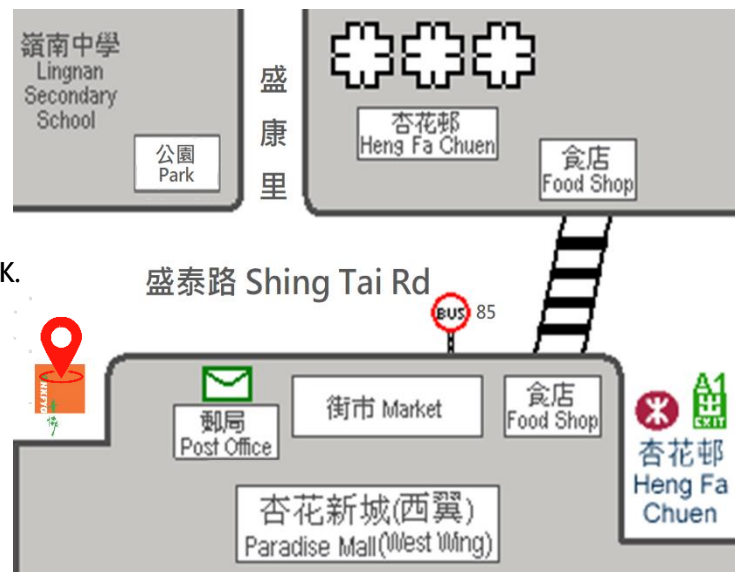 嶺南中學
Lingnan
Secondary
School
公園
Park
盛
康
里
杏花邨
Heng Fa Chuen
食店
Food Shop
K.
盛泰路 Shing Tai Rd
BUS 85
郵局
Post Office
街市 Market
食店
Food Shop
A1
出
EXIT
杏花邨
Heng Fa
Chuen
杏花新城(西翼)
Paradise Mall(West Wing)